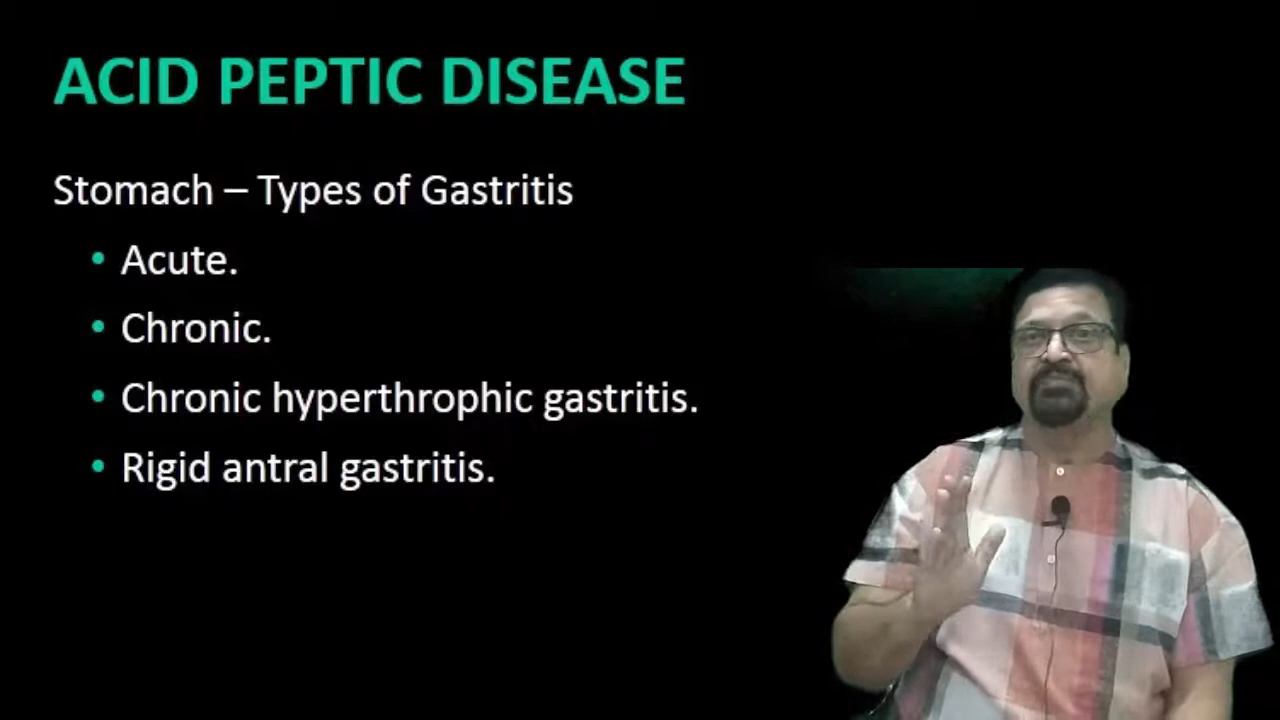 ACID PEPTIC DISEASE
Stomach – Types of Gastritis
• Acute.
• Chronic.
• Chronic hyperthrophic gastritis.
• Rigid antral gastritis.